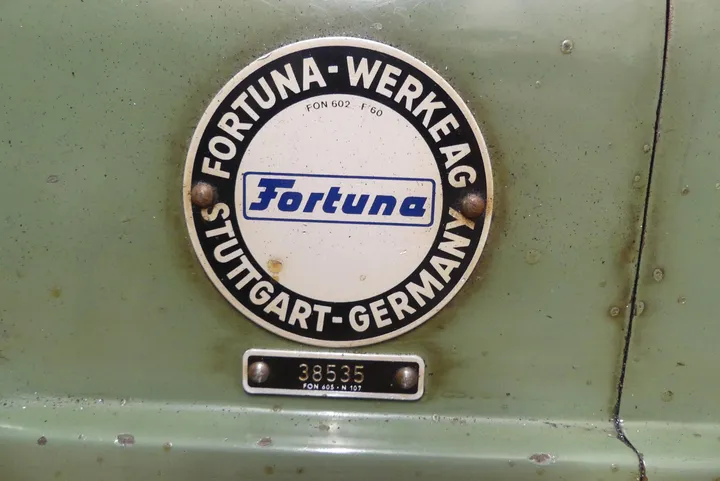 FORTUNA-WERKE AG
FON 602 F 60
Fortuna
STUTTGART-GERMANY
38535
FON 605 · N 107